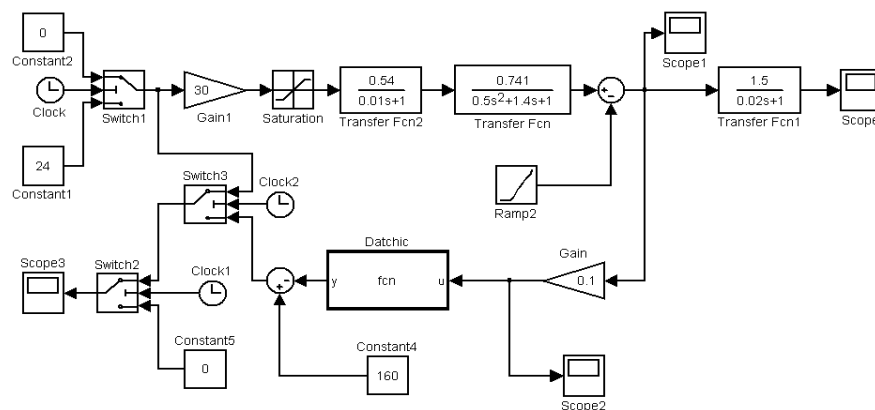 0
Constant2
Clock
24
Constant1
Switch1
30
Gain1
Saturation
0.54
0.01s+1
Transfer Fcn2
0.741
0.5s2+1.4s+1
Transfer Fcn
+
-
Scope1
1.5
0.02s+1
Transfer Fcn1
Scope
Ramp2
Switch3
Clock2
Scope3
Switch2
Clock1
Constant5
0
-
+
Datchic
y
fcn
u
Gain
0.1
Constant4
160
Scope2